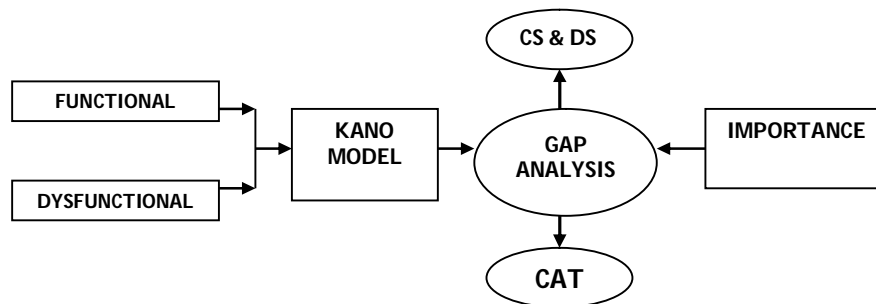 CS & DS
FUNCTIONAL
KANO
MODEL
GAP
ANALYSIS
IMPORTANCE
DYSFUNCTIONAL
CAT